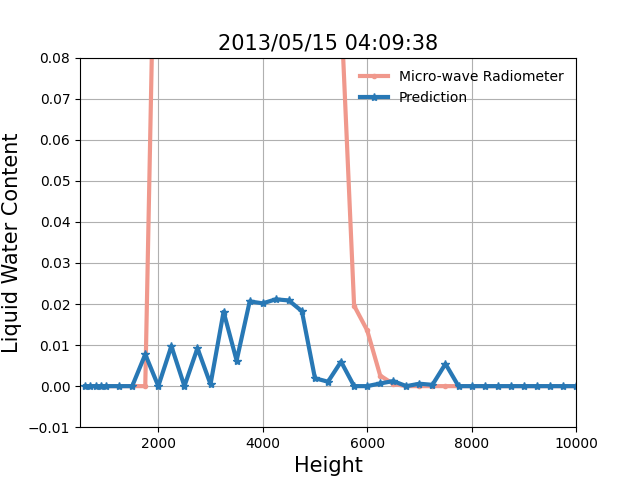 2013/05/15 04:09:38
Micro-wave Radiometer
Prediction
Liquid Water Content
0.08
0.07
0.06
0.05
0.04
0.03
0.02
0.01
0.00
−0.01
2000 4000 6000 8000 10000
Height